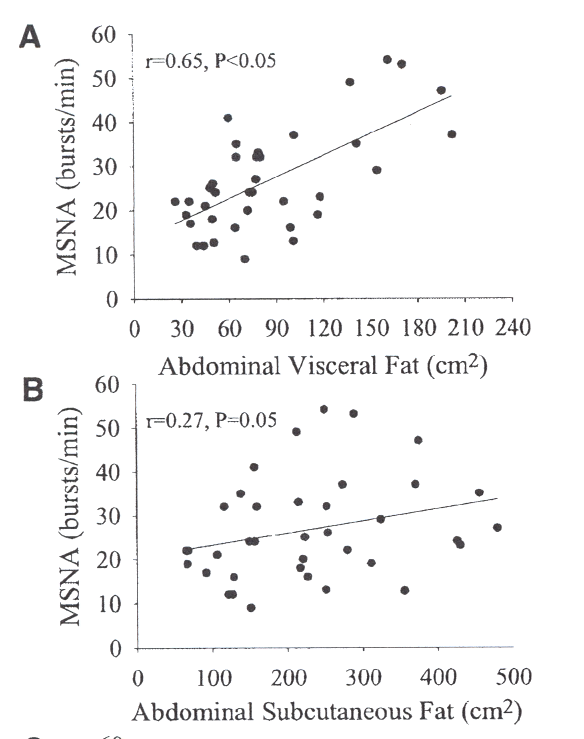 A
60
50
40
30
20
10
0
MSNA (bursts/min)
r=0.65, P<0.05
0 30 60 90 120 150 180 210 240
Abdominal Visceral Fat (cm2)
B
60
50
40
30
20
10
0
MSNA (bursts/min)
r=0.27, P=0.05
0 100 200 300 400 500
Abdominal Subcutaneous Fat (cm2)